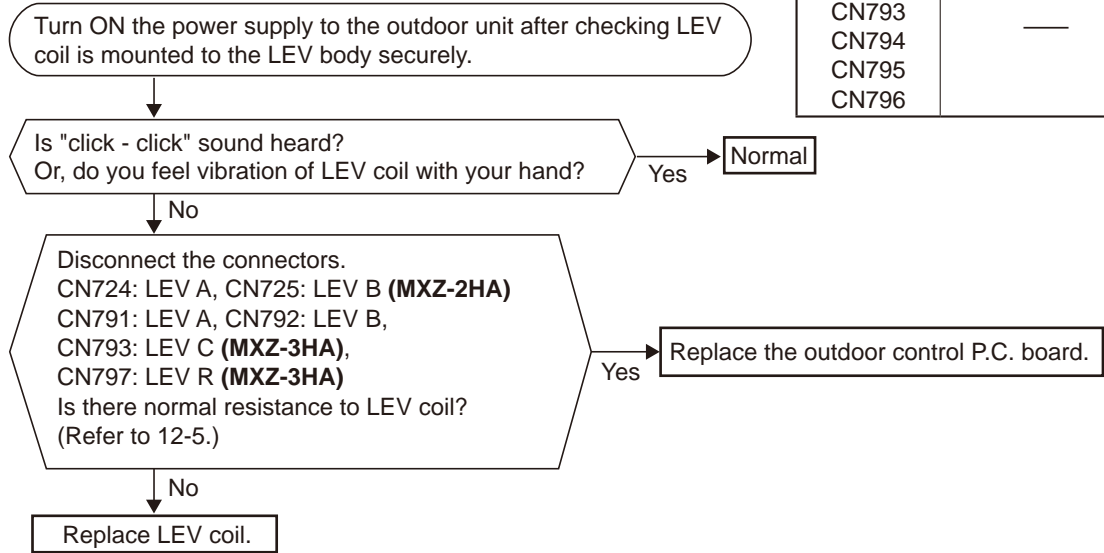 Turn ON the power supply to the outdoor unit after checking LEV
coil is mounted to the LEV body securely.
CN793
CN794
CN795
CN796
Is "click - click" sound heard?
Or, do you feel vibration of LEV coil with your hand?
Yes
Normal
No
Disconnect the connectors.
CN724: LEV A, CN725: LEV B (MXZ-2HA)
CN791: LEV A, CN792: LEV B,
CN793: LEV C (MXZ-3HA),
CN797: LEV R (MXZ-3HA)
Is there normal resistance to LEV coil?
(Refer to 12-5.)
Yes
Replace the outdoor control P.C. board.
No
Replace LEV coil.